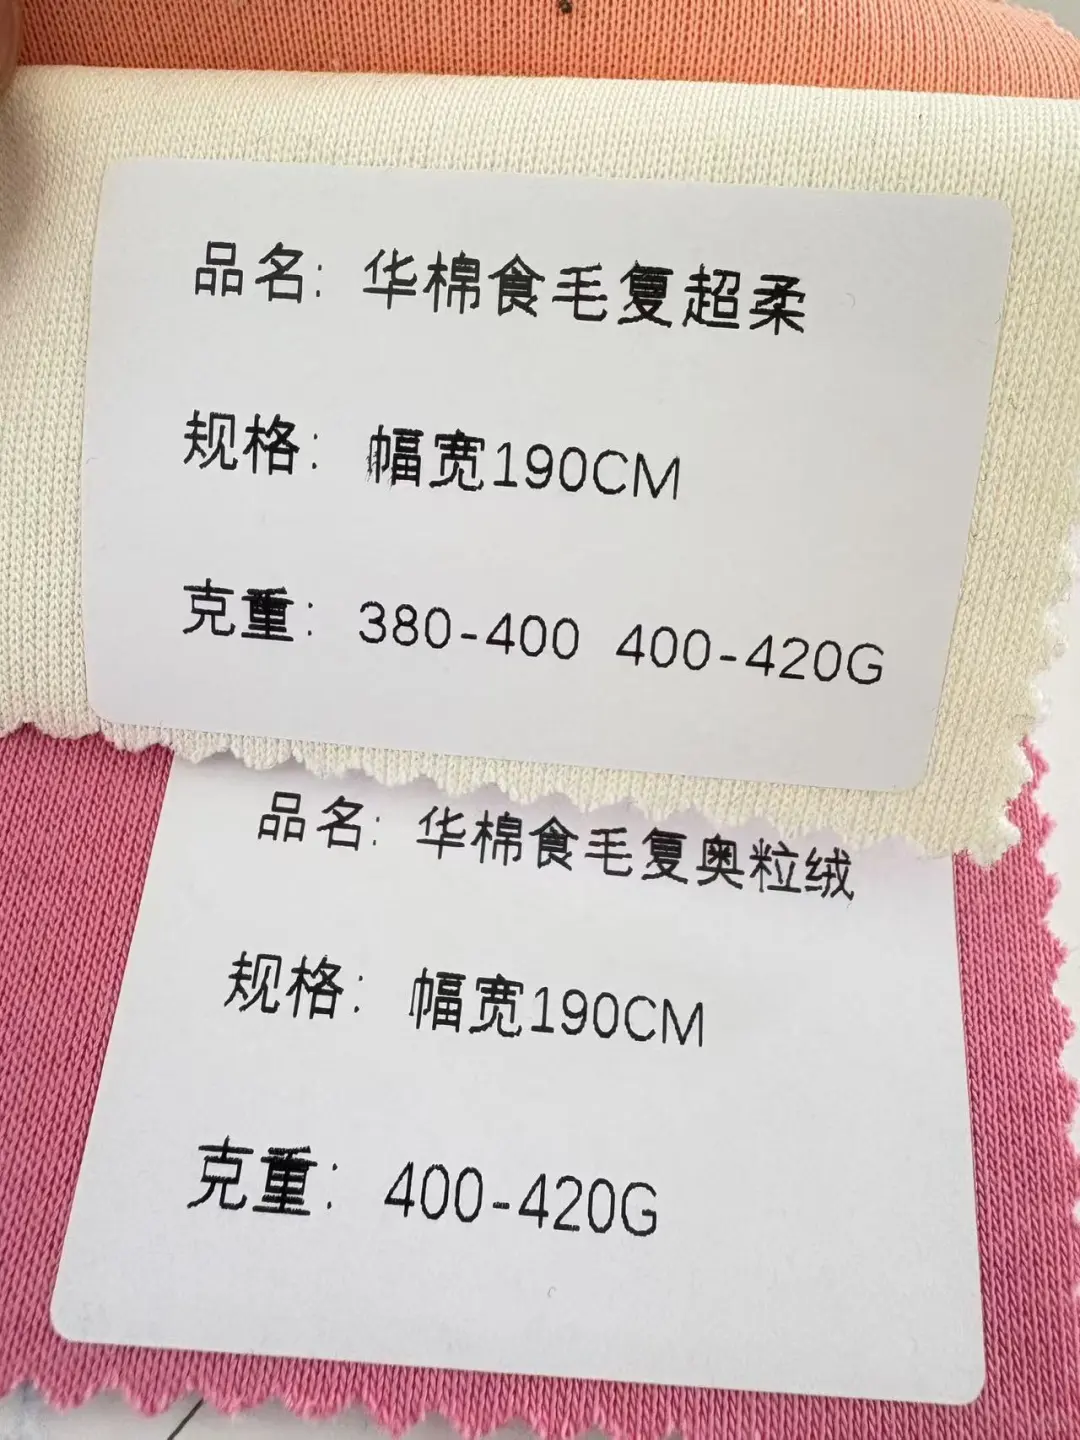 品名: 华棉食毛复超柔
规格: 幅宽190CM
克重: 380-400 400-420G
品名: 华棉食毛复奥粒绒
规格: 幅宽190CM
克重: 400-420G